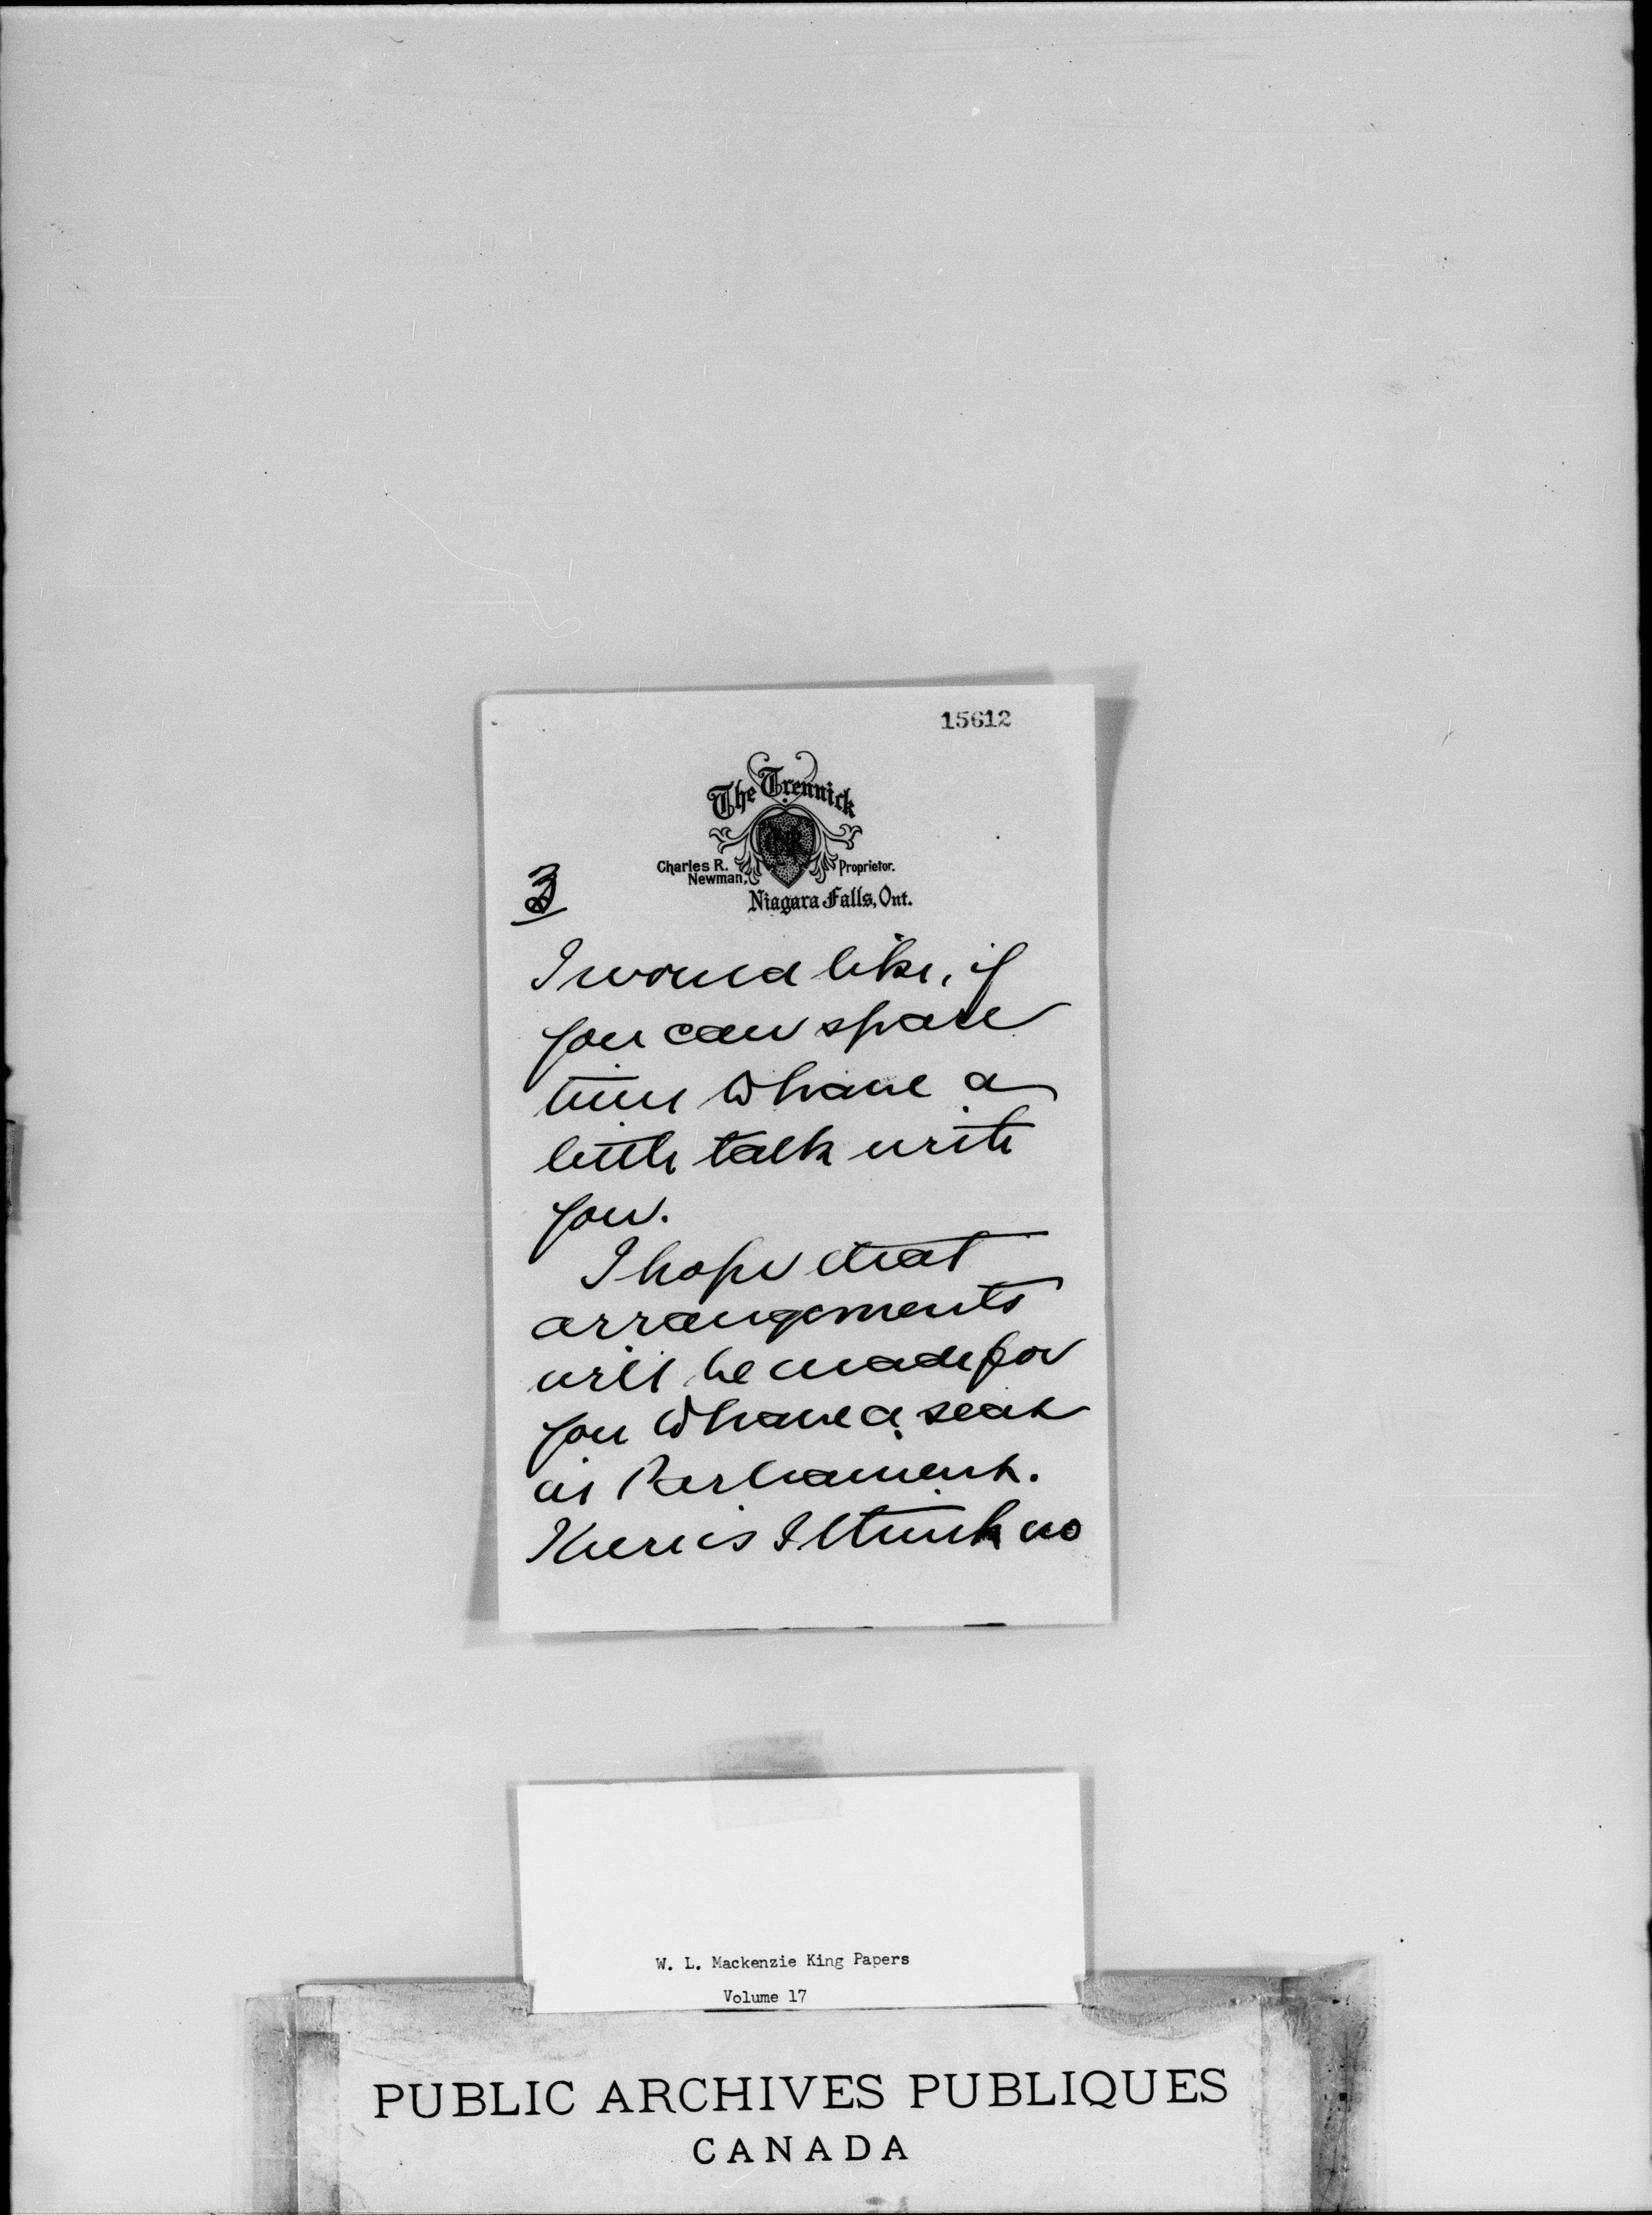 15612
The Trennick
Charles R. Newman, Proprietor.
Niagara Falls, Ont.
3
I would like, if
you can spare
time to have a
little talk with
you.
I hope that
arrangements
will be made for
you to have a seat
in Parliament.
There is I think no
W. L. Mackenzie King Papers
Volume 17
PUBLIC ARCHIVES PUBLIQUES
CANADA